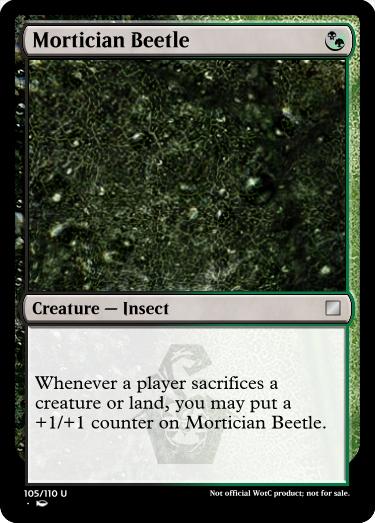 Mortician Beetle
Creature — Insect
Whenever a player sacrifices a
creature or land, you may put a
+1/+1 counter on Mortician Beetle.
105/110 U
Not official WotC product; not for sale.